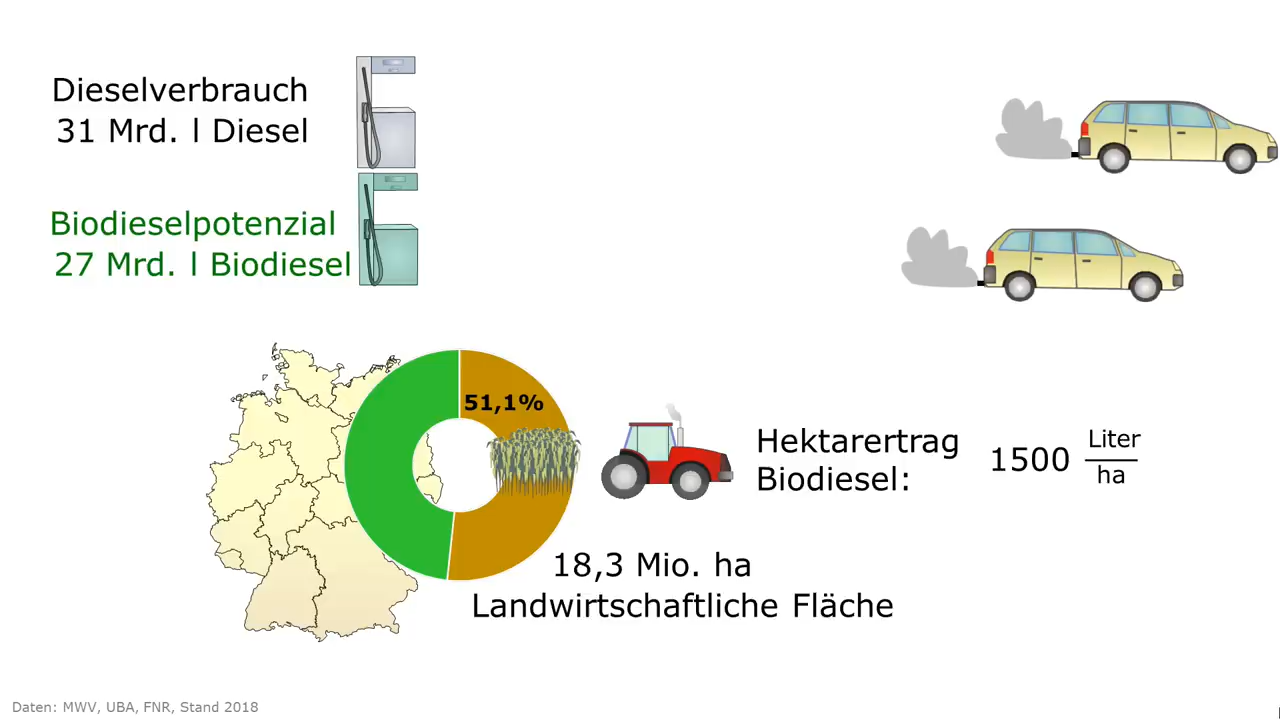 Dieselverbrauch
31 Mrd. l Diesel
Biodieselpotenzial
27 Mrd. l Biodiesel
51,1%
Hektarertrag
Biodiesel:
1500 Liter
ha
18,3 Mio. ha
Landwirtschaftliche Fläche
Daten: MWV, UBA, FNR, Stand 2018